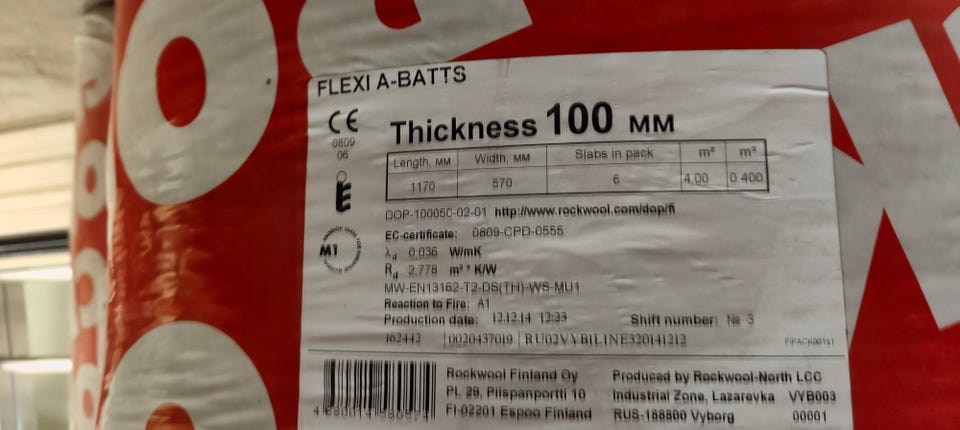 FLEXI A-BATTS
CE
0809
06
Thickness 100 MM
Length, MM Width, MM Slabs in pack m² m³
1170 570 6 4.00 0.400
DOP-100050-02-01 http://www.rockwool.com/dop/fi
EC-certificate: 0809-CPD-0555
λd 0.036 W/mK
Rd 2.778 m²*K/W
M1
MW-EN13162-T2-DS(TH)-WS-MU1
Reaction to Fire: A1
Production date: 12.12.14 12:23 Shift number: № 3
162442 0020437019 RU02VYBILINE320141212
Rockwool Finland Oy Produced by Rockwool-North LCC
PL 29, Piispanportti 10 Industrial Zone, Lazarevka VYB003
FI-02201 Espoo Finland RUS-188800 Vyborg 00001